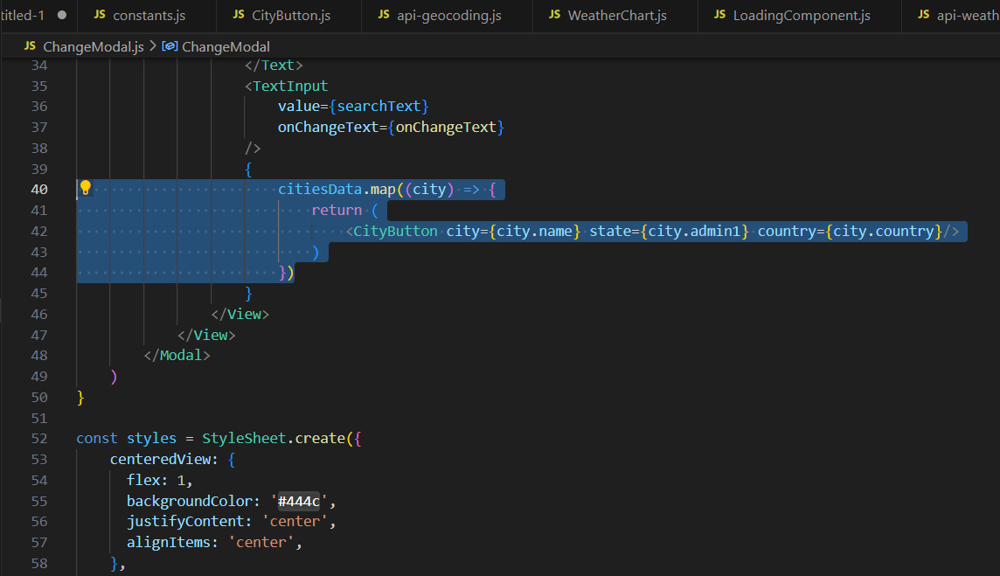 titled-1 ● JS constants.js JS CityButton.js JS api-geocoding.js JS WeatherChart.js JS LoadingComponent.js JS api-weath
JS ChangeModal.js > ChangeModal
34 </Text>
35 <TextInput
36 value={searchText}
37 onChangeText={onChangeText}
38 />
39 {
40 citiesData.map((city) => {
41 return (
42 <CityButton city={city.name} state={city.admin1} country={city.country}/>
43 )
44 })
45 }
46 </View>
47 </View>
48 </Modal>
49 )
50 }
51
52 const styles = StyleSheet.create({
53 centeredView: {
54 flex: 1,
55 backgroundColor: '#444c',
56 justifyContent: 'center',
57 alignItems: 'center',
58 },